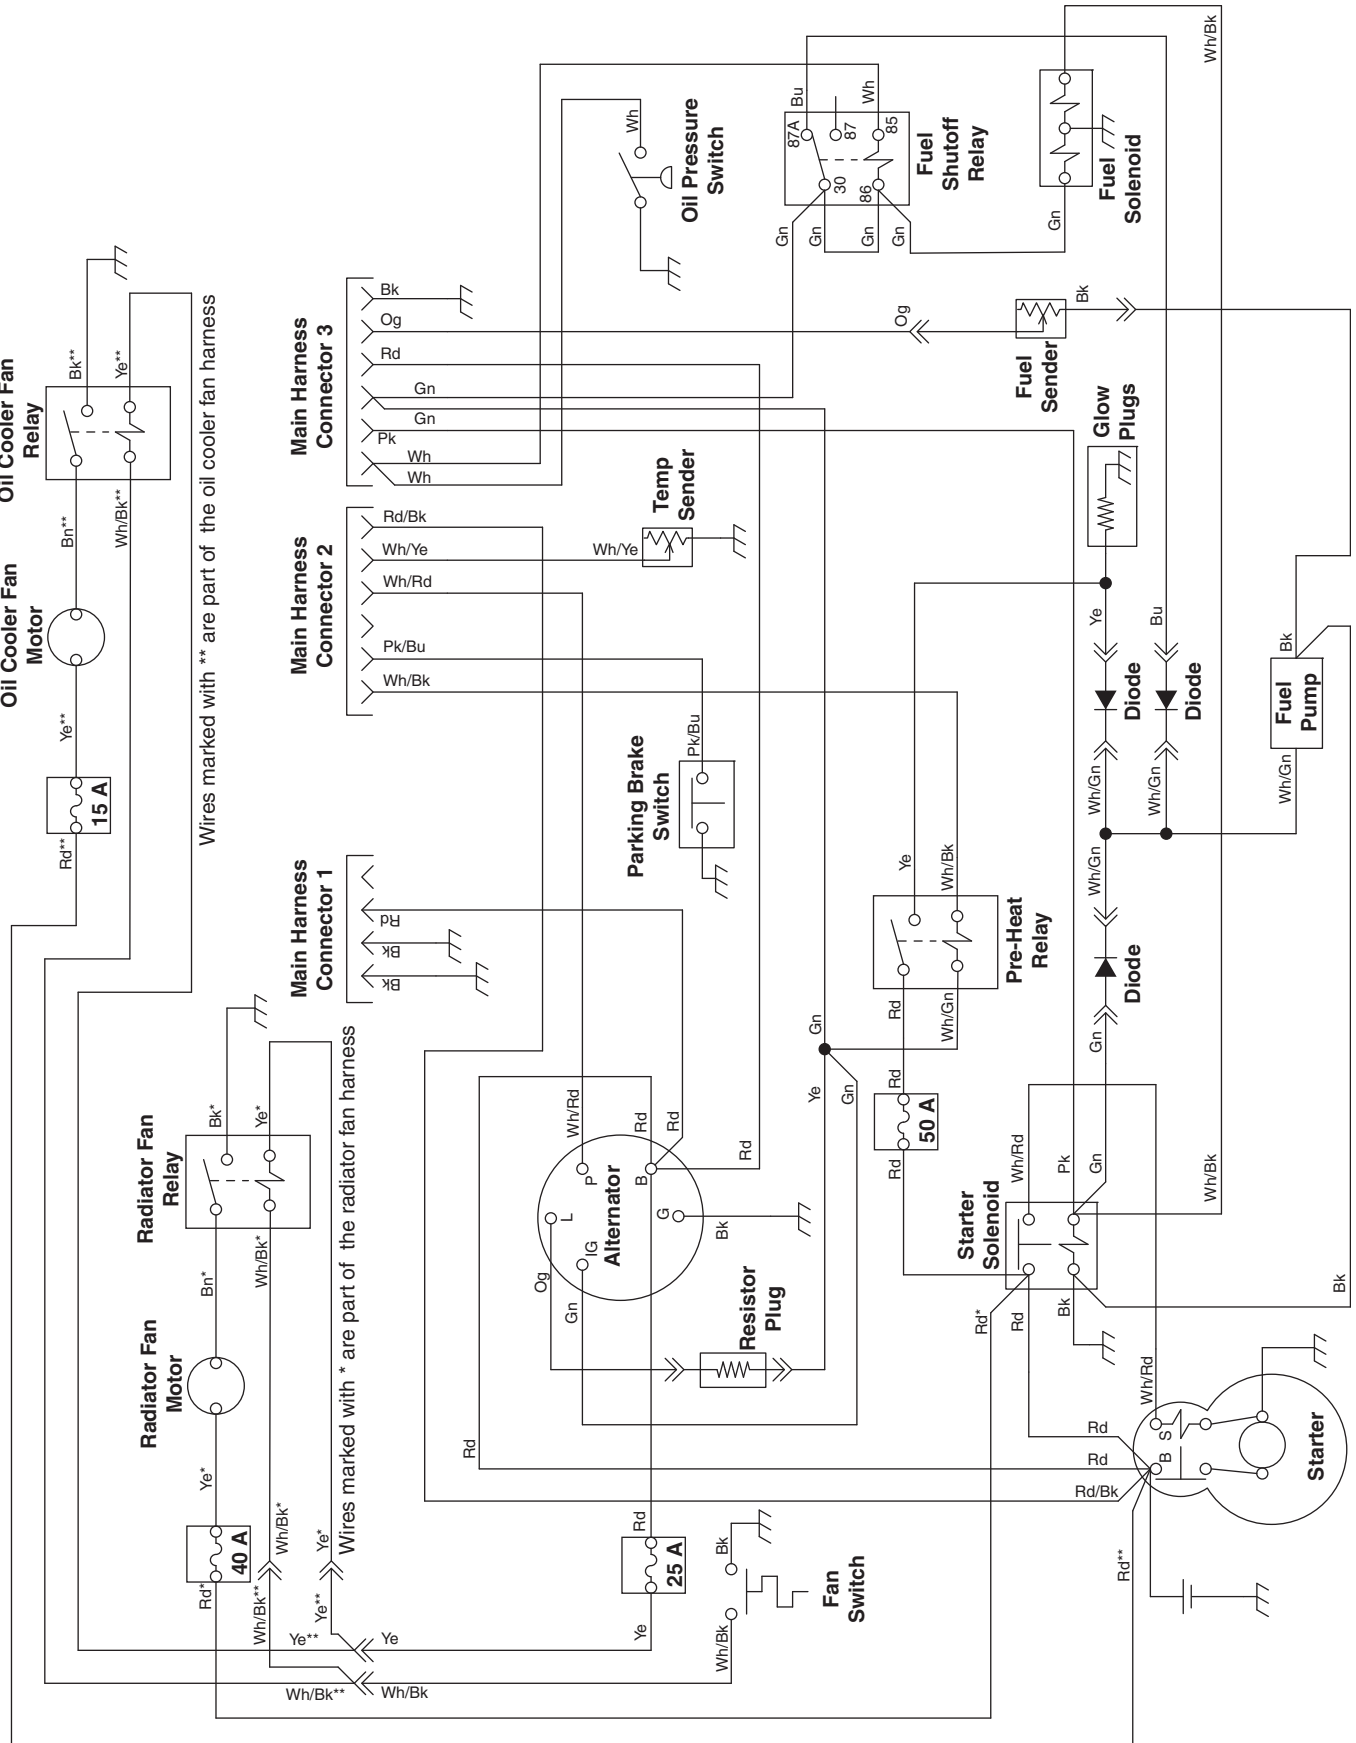 Oil Cooler Fan
Relay
Bk**
Ye**
Bn**
Wh/Bk**
Oil Cooler Fan
Motor
Ye**
15 A
Rd**
Wires marked with ** are part of the oil cooler fan harness
Radiator Fan
Relay
Bk*
Ye*
Bn*
Wh/Bk*
Radiator Fan
Motor
Ye*
40 A
Rd*
Wh/Bk*
Ye*
Wh/Bk**
Ye**
Ye**
Ye
Wh/Bk**
Wh/Bk
Wires marked with * are part of the radiator fan harness
Main Harness
Connector 3
Bk
Og
Rd
Gn
Gn
Pk
Wh
Wh
Main Harness
Connector 2
Rd/Bk
Wh/Ye
Wh/Rd
Pk/Bu
Wh/Bk
Main Harness
Connector 1
Rd
Bk
Bk
Wh
Oil Pressure
Switch
Wh/Ye
Temp
Sender
Pk/Bu
Parking Brake
Switch
Bu
Wh
87A
87
85
30
86
Fuel
Shutoff
Relay
Gn
Gn
Gn
Gn
Gn
Fuel
Solenoid
Wh/Bk
Og
Fuel
Sender
Bk
Glow
Plugs
Ye
Bu
Diode
Diode
Wh/Gn
Wh/Gn
Wh/Gn
Diode
Gn
Bk
Fuel
Pump
Wh/Gn
Ye
Wh/Bk
Pre-Heat
Relay
Rd
Wh/Gn
Rd
50 A
Rd
Gn
Ye
Gn
Wh/Rd
Rd
Rd
Rd
P
B
L
IG
G
Alternator
Og
Gn
Bk
Resistor
Plug
Rd
Rd
25 A
Ye
Bk
Wh/Bk
Fan
Switch
Wh/Rd
Pk
Gn
Starter
Solenoid
Rd*
Rd
Bk
Wh/Bk
Bk
Wh/Rd
Rd
Rd
Rd/Bk
Rd**
S
B
Starter